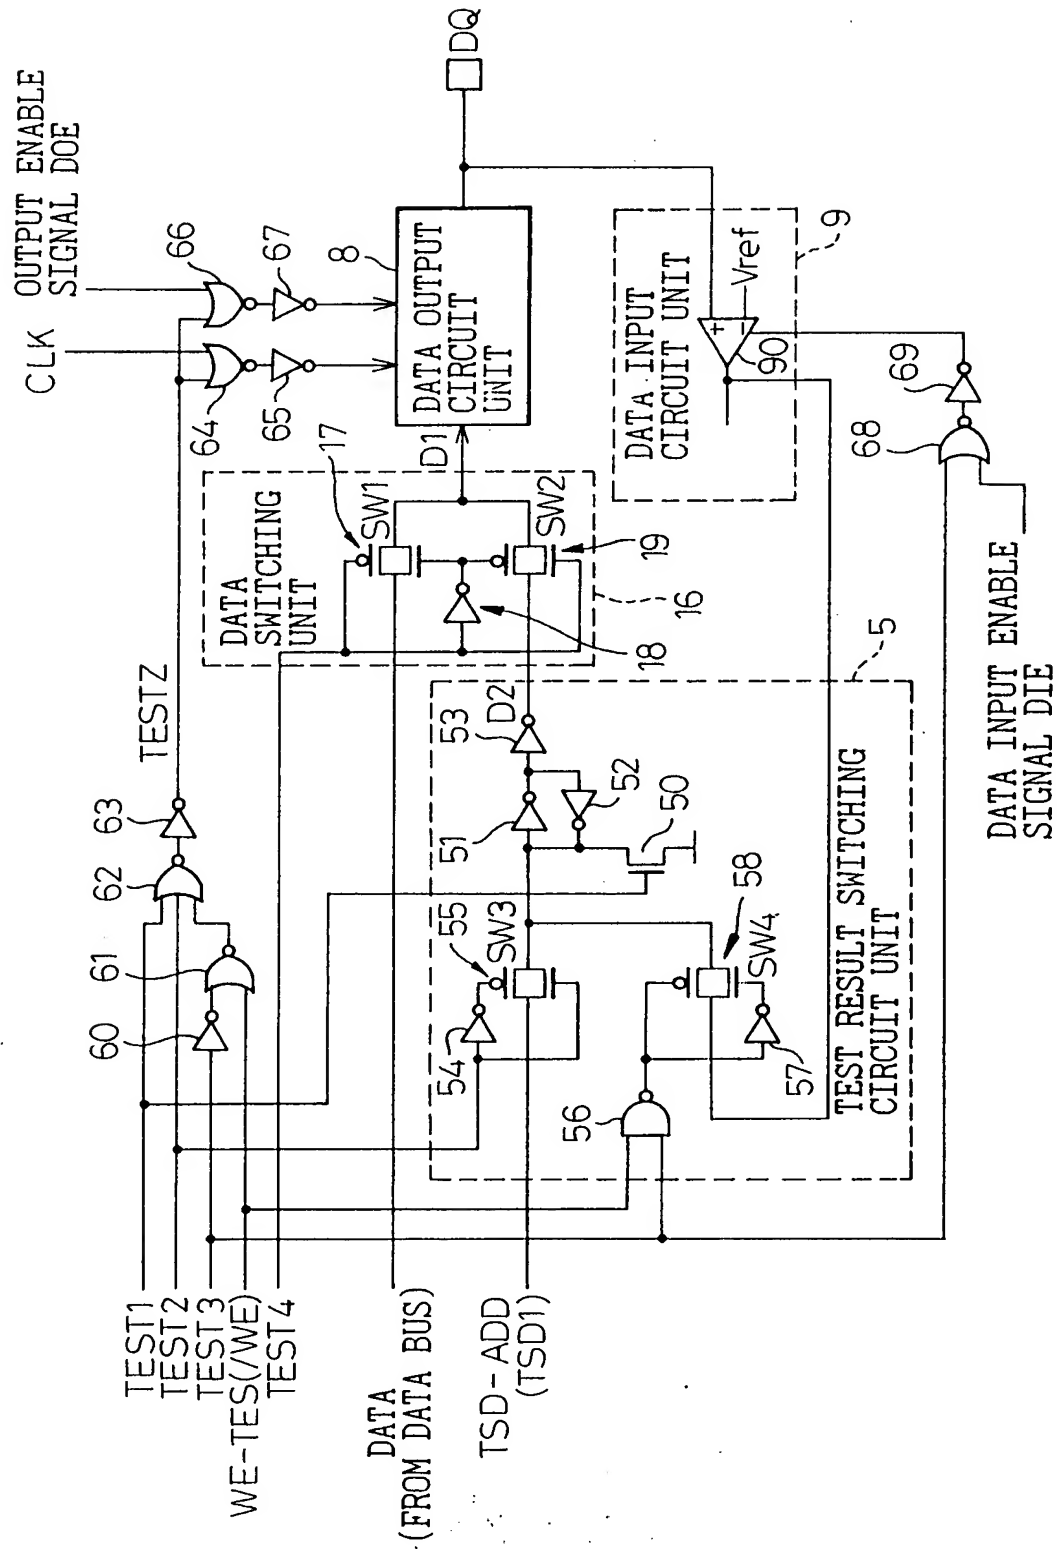 OUTPUT ENABLE
SIGNAL DOE
CLK
TESTZ
66
67
64
65
63
62
61
60
DATA OUTPUT
CIRCUIT
UNIT
8
DQ
D1
DATA
SWITCHING
UNIT
17
SW1
SW2
18
19
16
DATA INPUT
CIRCUIT UNIT
9
+
−
Vref
90
69
68
DATA INPUT ENABLE
SIGNAL DIE
TEST RESULT SWITCHING
CIRCUIT UNIT
5
D2
53
51
52
50
55
SW3
54
58
SW4
56
57
TEST1
TEST2
TEST3
WE-TES(/WE)
TEST4
DATA
(FROM DATA BUS)
TSD-ADD
(TSD1)